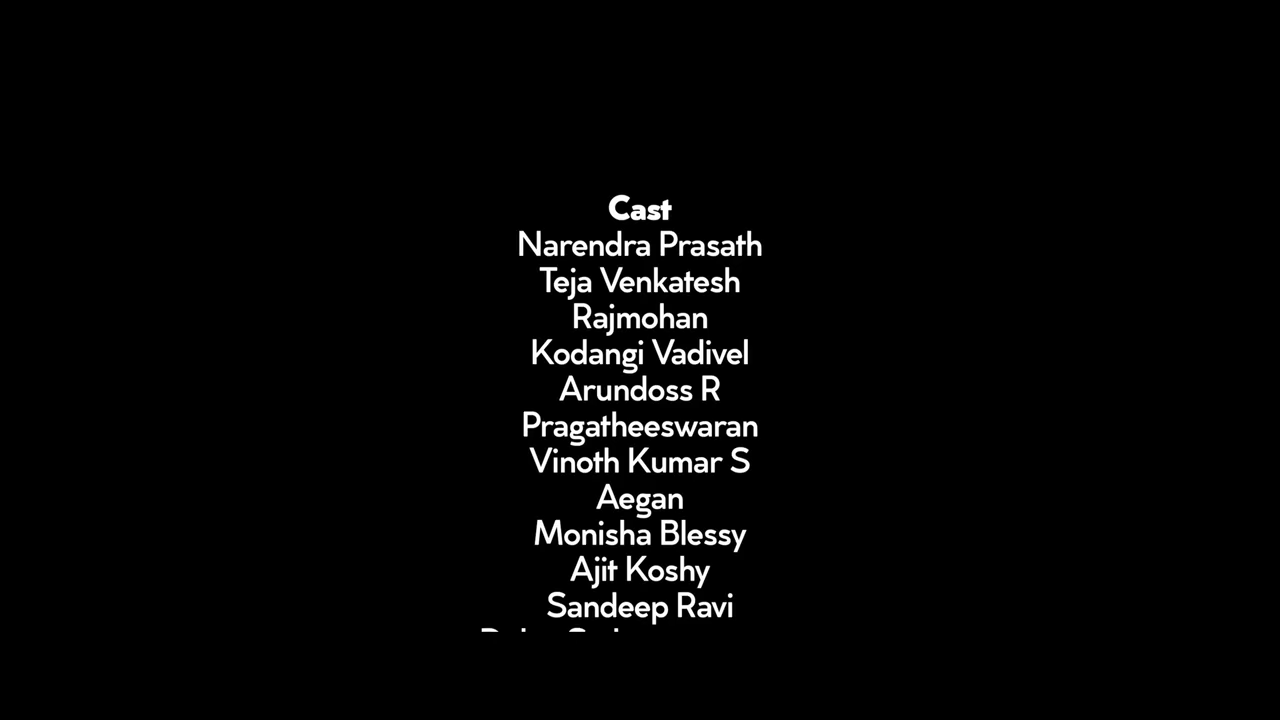 Cast
Narendra Prasath
Teja Venkatesh
Rajmohan
Kodangi Vadivel
Arundoss R
Pragatheeswaran
Vinoth Kumar S
Aegan
Monisha Blessy
Ajit Koshy
Sandeep Ravi